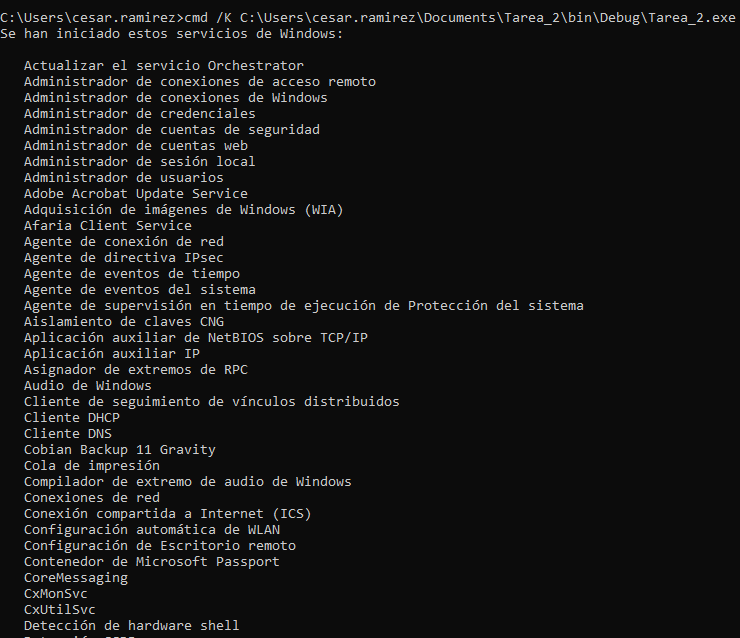 C:\Users\cesar.ramirez>cmd /K C:\Users\cesar.ramirez\Documents\Tarea_2\bin\Debug\Tarea_2.exe
Se han iniciado estos servicios de Windows:
Actualizar el servicio Orchestrator
Administrador de conexiones de acceso remoto
Administrador de conexiones de Windows
Administrador de credenciales
Administrador de cuentas de seguridad
Administrador de cuentas web
Administrador de sesión local
Administrador de usuarios
Adobe Acrobat Update Service
Adquisición de imágenes de Windows (WIA)
Afaria Client Service
Agente de conexión de red
Agente de directiva IPsec
Agente de eventos de tiempo
Agente de eventos del sistema
Agente de supervisión en tiempo de ejecución de Protección del sistema
Aislamiento de claves CNG
Aplicación auxiliar de NetBIOS sobre TCP/IP
Aplicación auxiliar IP
Asignador de extremos de RPC
Audio de Windows
Cliente de seguimiento de vínculos distribuidos
Cliente DHCP
Cliente DNS
Cobian Backup 11 Gravity
Cola de impresión
Compilador de extremo de audio de Windows
Conexiones de red
Conexión compartida a Internet (ICS)
Configuración automática de WLAN
Configuración de Escritorio remoto
Contenedor de Microsoft Passport
CoreMessaging
CxMonSvc
CxUtilSvc
Detección de hardware shell